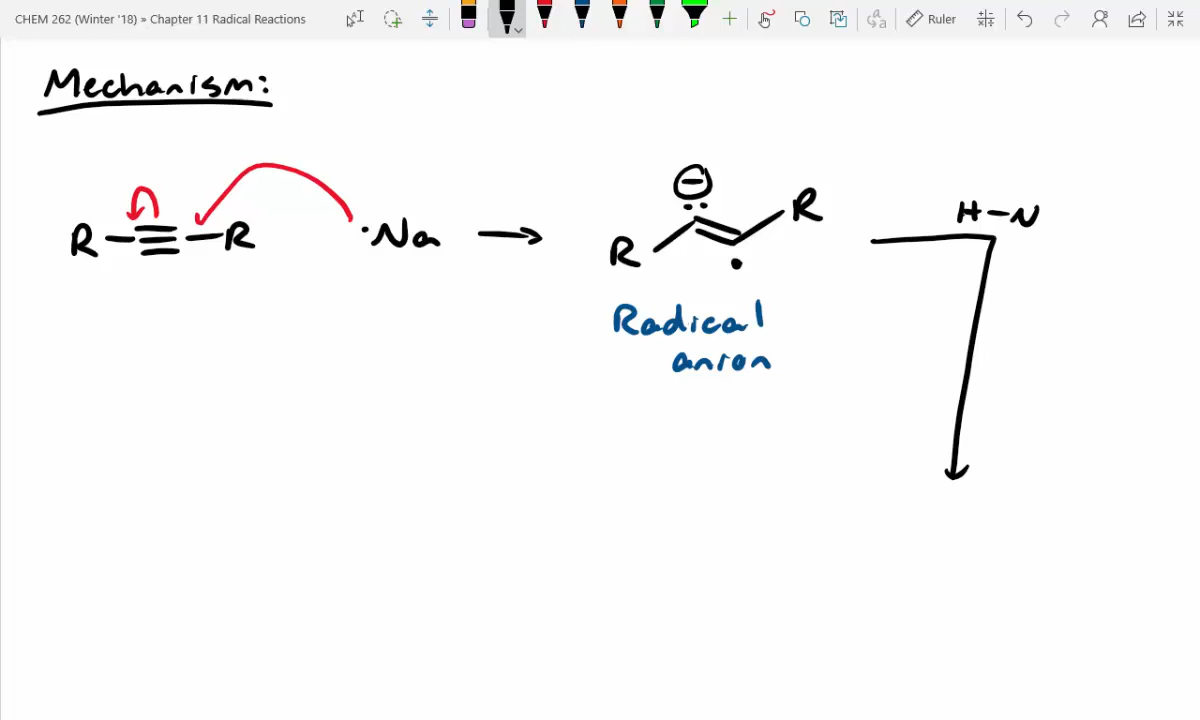 CHEM 262 (Winter '18) » Chapter 11 Radical Reactions
Ruler
Mechanism:
R–≡–R ·Na → R R H–N
Radical
anion